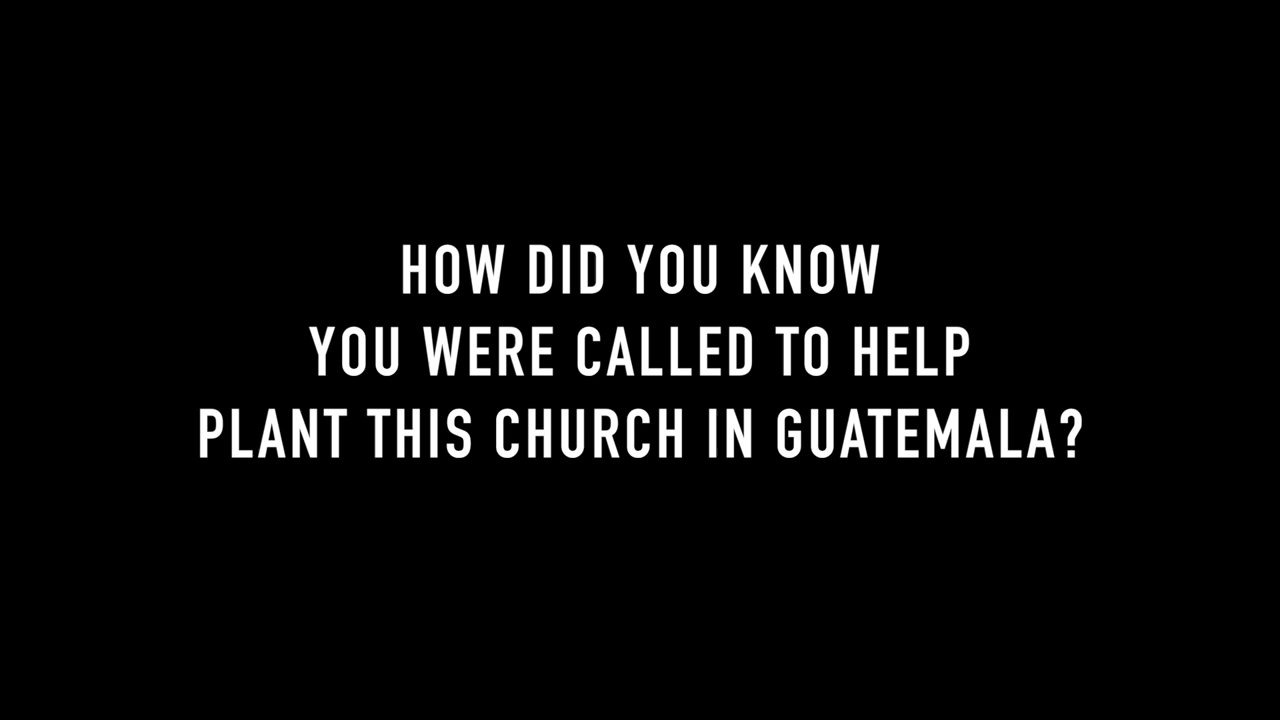 HOW DID YOU KNOW
YOU WERE CALLED TO HELP
PLANT THIS CHURCH IN GUATEMALA?